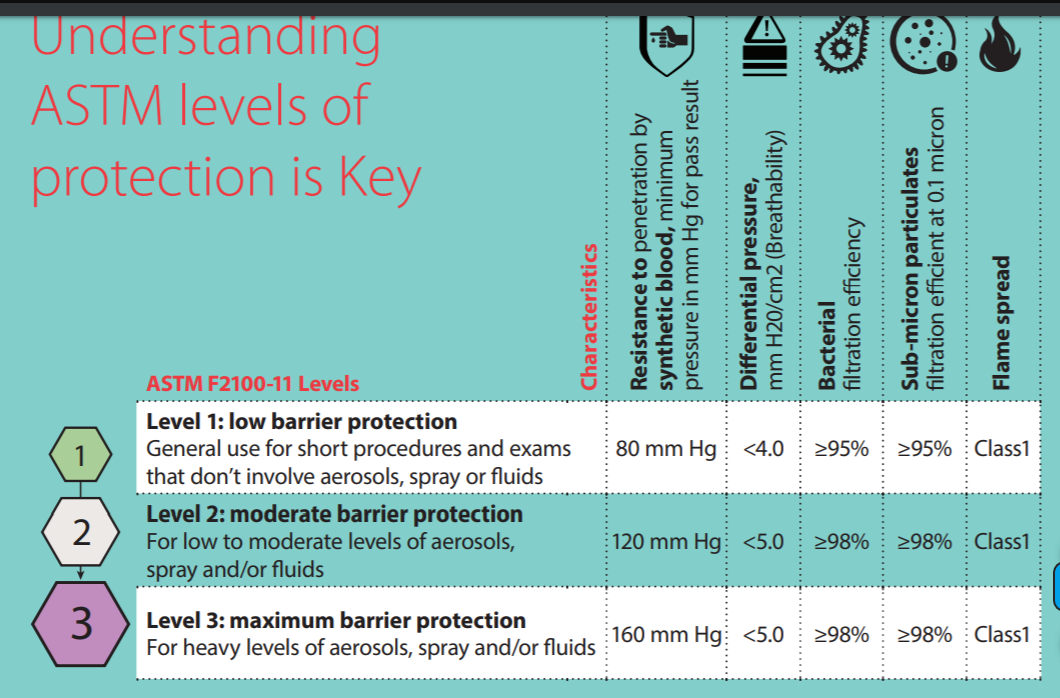 Understanding
ASTM levels of
protection is Key
Characteristics
Resistance to penetration by
synthetic blood, minimum
pressure in mm Hg for pass result
Differential pressure,
mm H20/cm2 (Breathability)
Bacterial
filtration efficiency
Sub-micron particulates
filtration efficient at 0.1 micron
Flame spread
ASTM F2100-11 Levels
1
Level 1: low barrier protection
General use for short procedures and exams
that don't involve aerosols, spray or fluids
80 mm Hg <4.0 ≥95% ≥95% Class1
2
Level 2: moderate barrier protection
For low to moderate levels of aerosols,
spray and/or fluids
120 mm Hg <5.0 ≥98% ≥98% Class1
3
Level 3: maximum barrier protection
For heavy levels of aerosols, spray and/or fluids
160 mm Hg <5.0 ≥98% ≥98% Class1